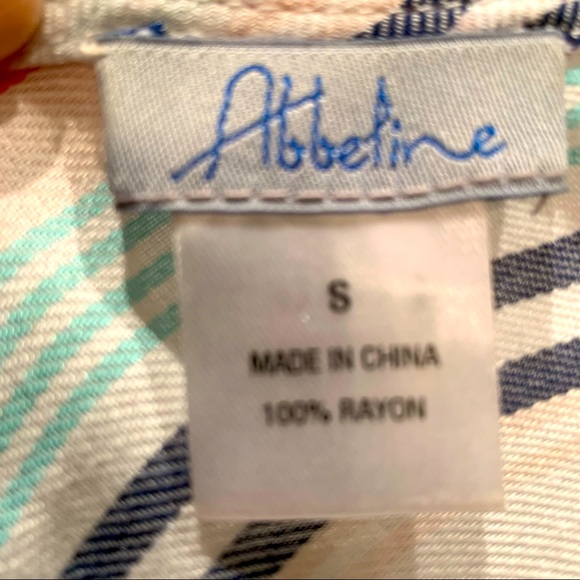 Abbeline
S
MADE IN CHINA
100% RAYON